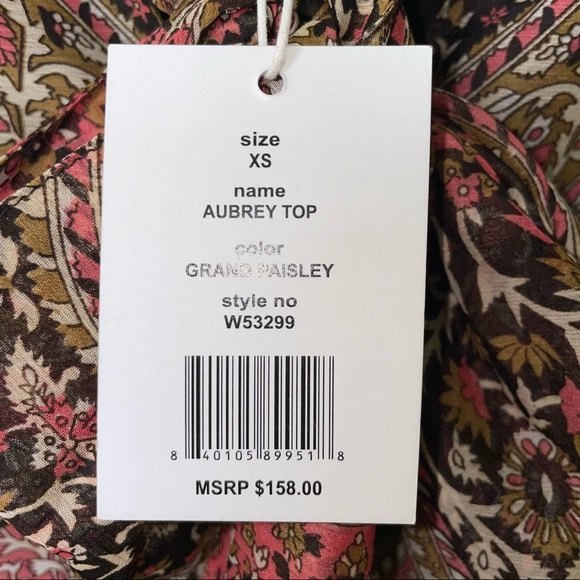 size
XS
name
AUBREY TOP
color
GRAND PAISLEY
style no
W53299
8 40105 89951 8
MSRP $158.00